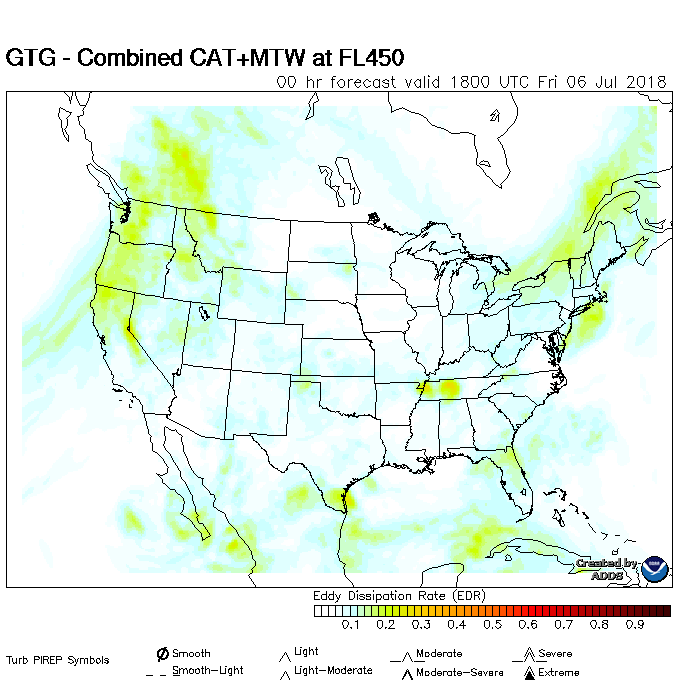 GTG - Combined CAT+MTW at FL450
00 hr forecast valid 1800 UTC Fri 06 Jul 2018
Created by
ADDS
Eddy Dissipation Rate (EDR)
0.1 0.2 0.3 0.4 0.5 0.6 0.7 0.8 0.9
Turb PIREP Symbols
Smooth Light Moderate Severe
Smooth-Light Light-Moderate Moderate-Severe Extreme